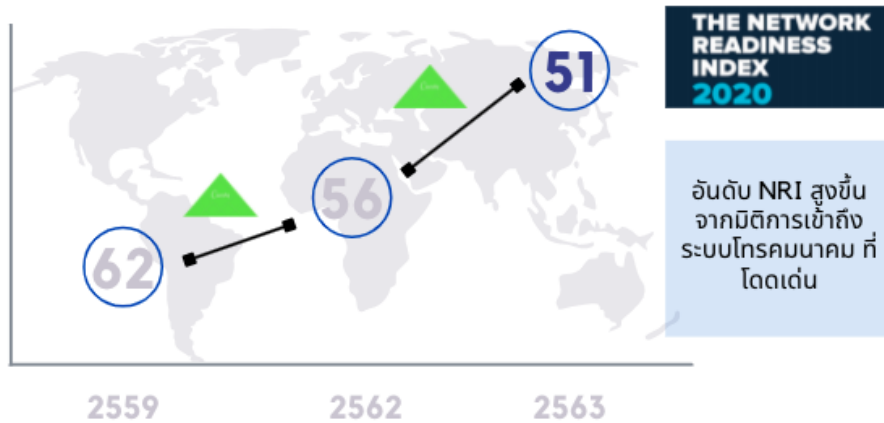 THE NETWORK
READINESS
INDEX
2020
51
56
62
อันดับ NRI สูงขึ้น
จากมิติการเข้าถึง
ระบบโทรคมนาคม ที่
โดดเด่น
2559
2562
2563